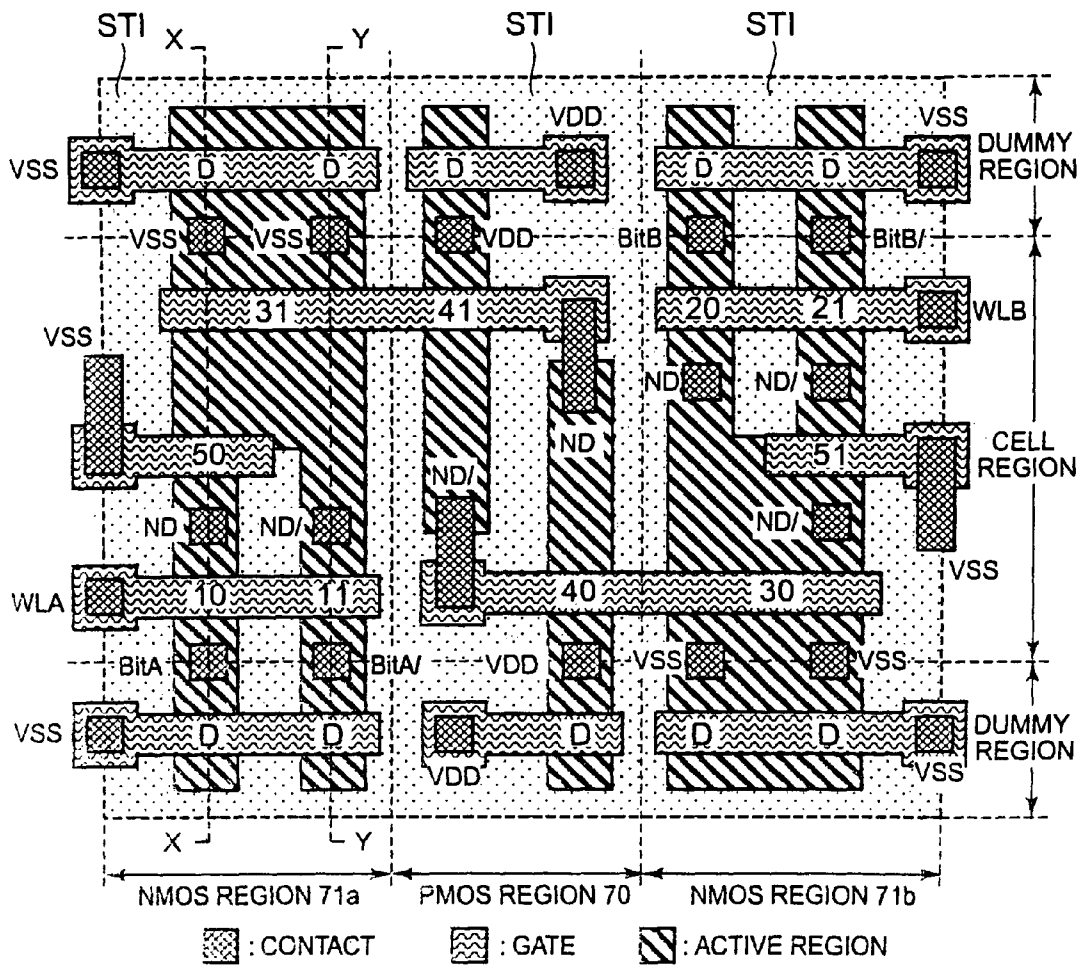 STI STI STI
X Y
VSS D D D VDD D D VSS DUMMY REGION
VSS VSS VDD BitB BitB/
31 41 20 21 WLB
VSS ND ND/
50 ND 51 CELL REGION
ND/
ND ND/ ND/
VSS
WLA 10 11 40 30
BitA BitA/ VDD VSS VSS
VSS D D VDD D D D VSS DUMMY REGION
X Y
NMOS REGION 71a PMOS REGION 70 NMOS REGION 71b
: CONTACT : GATE : ACTIVE REGION